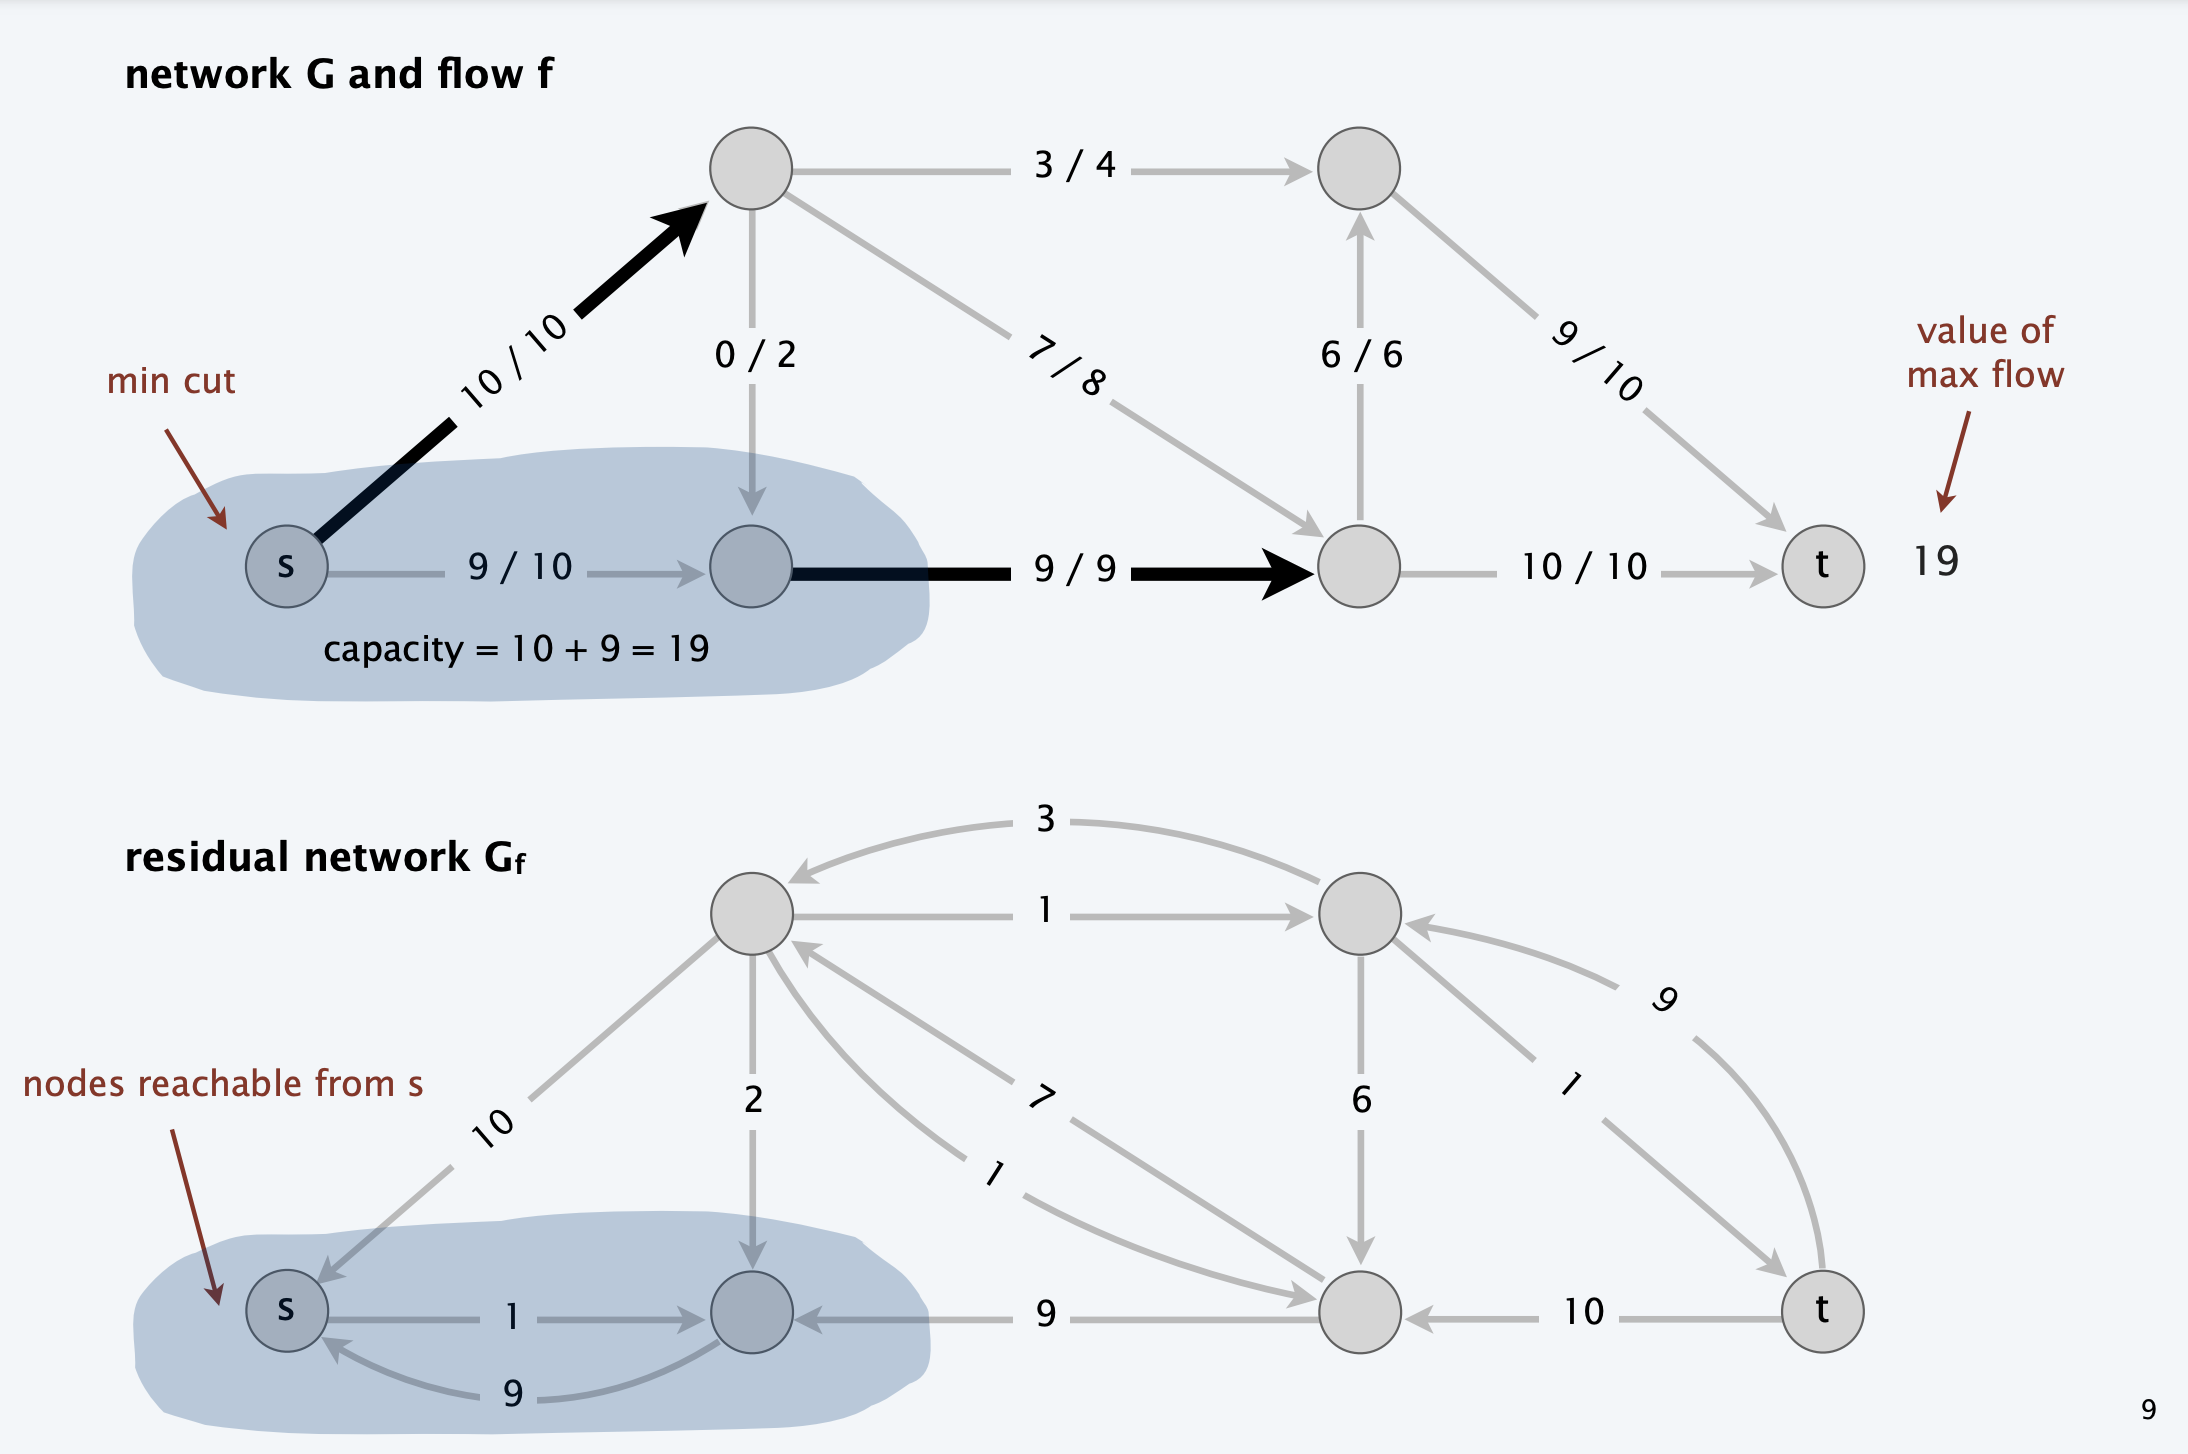 network G and flow f
3 / 4
10 / 10
0 / 2
7 / 8
6 / 6
9 / 10
value of
max flow
min cut
s
9 / 10
9 / 9
10 / 10
t
19
capacity = 10 + 9 = 19
3
residual network Gf
1
9
nodes reachable from s
10
2
7
6
1
1
s
1
9
10
t
9
9